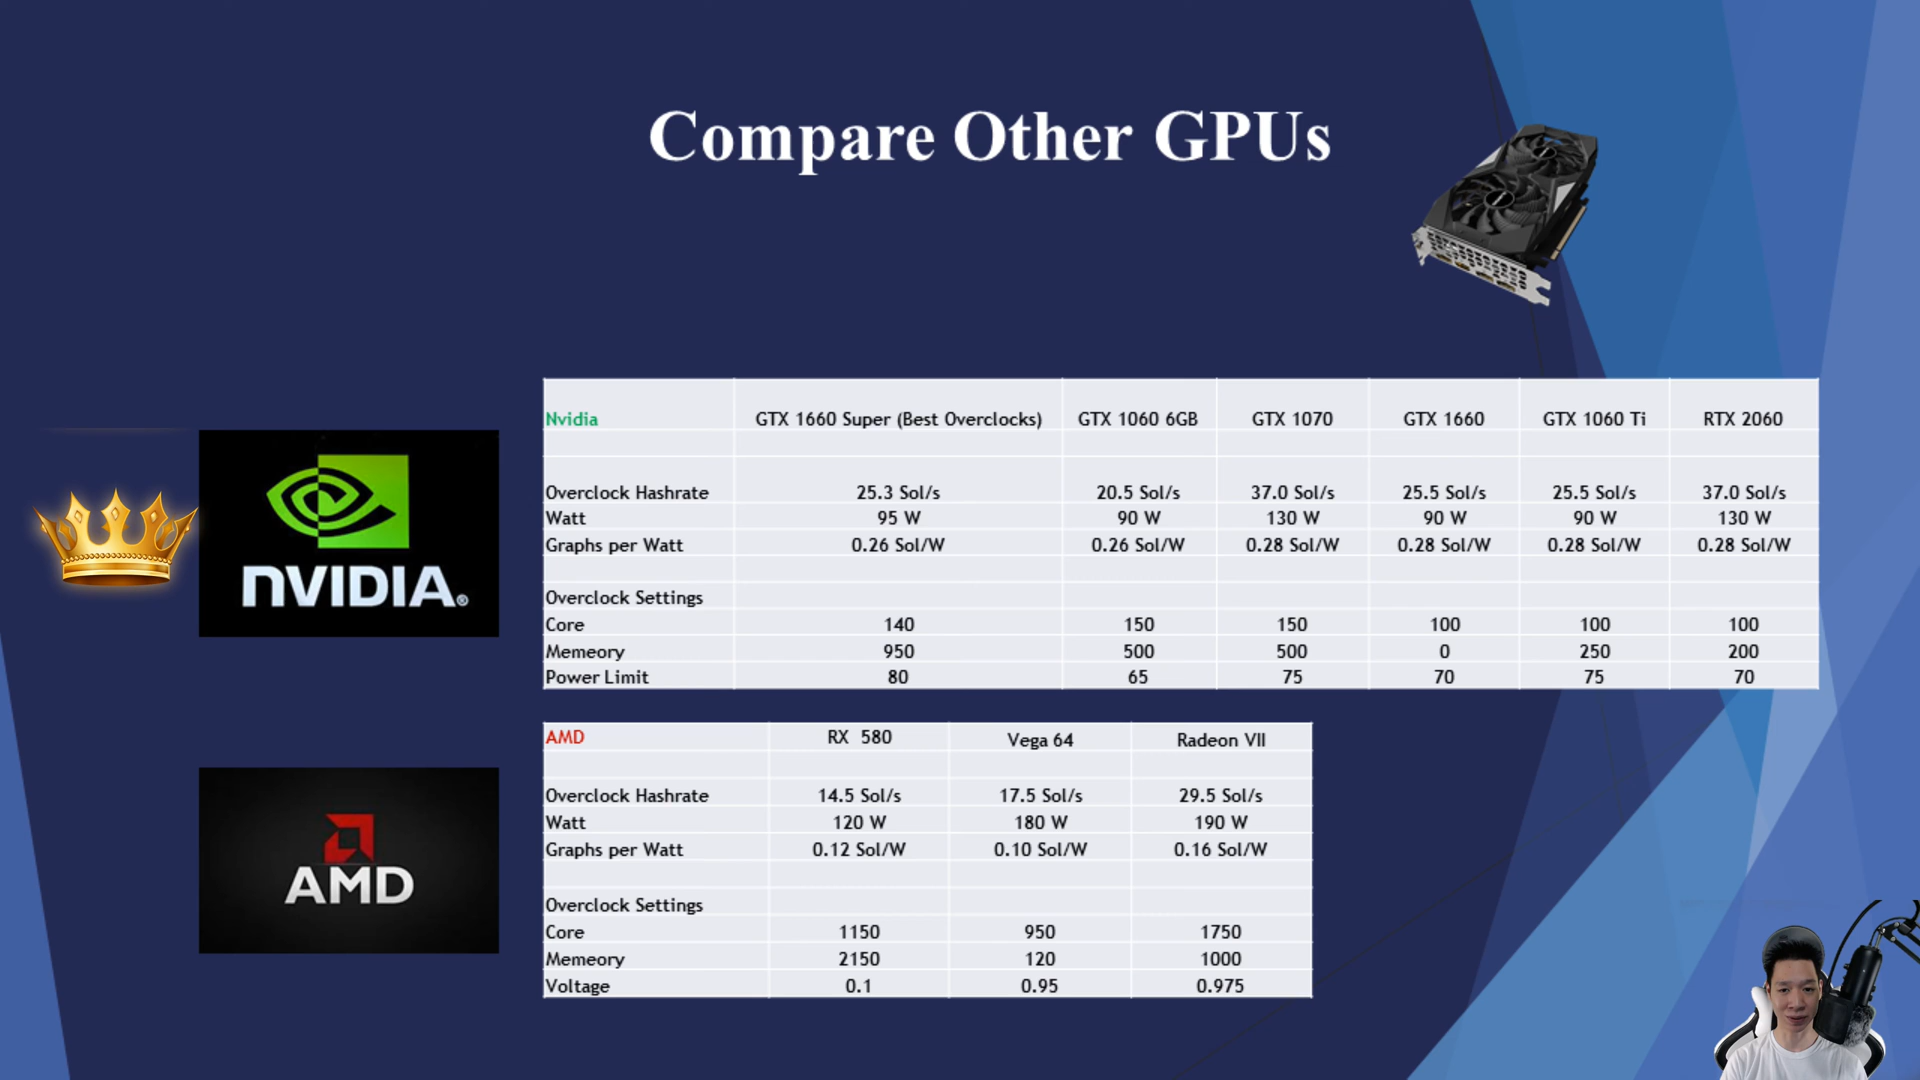 Compare Other GPUs
Nvidia GTX 1660 Super (Best Overclocks) GTX 1060 6GB GTX 1070 GTX 1660 GTX 1060 Ti RTX 2060
Overclock Hashrate 25.3 Sol/s 20.5 Sol/s 37.0 Sol/s 25.5 Sol/s 25.5 Sol/s 37.0 Sol/s
Watt 95 W 90 W 130 W 90 W 90 W 130 W
Graphs per Watt 0.26 Sol/W 0.26 Sol/W 0.28 Sol/W 0.28 Sol/W 0.28 Sol/W 0.28 Sol/W
Overclock Settings
Core 140 150 150 100 100 100
Memeory 950 500 500 0 250 200
Power Limit 80 65 75 70 75 70
NVIDIA®
AMD RX 580 Vega 64 Radeon VII
Overclock Hashrate 14.5 Sol/s 17.5 Sol/s 29.5 Sol/s
Watt 120 W 180 W 190 W
Graphs per Watt 0.12 Sol/W 0.10 Sol/W 0.16 Sol/W
Overclock Settings
Core 1150 950 1750
Memeory 2150 120 1000
Voltage 0.1 0.95 0.975
AMD